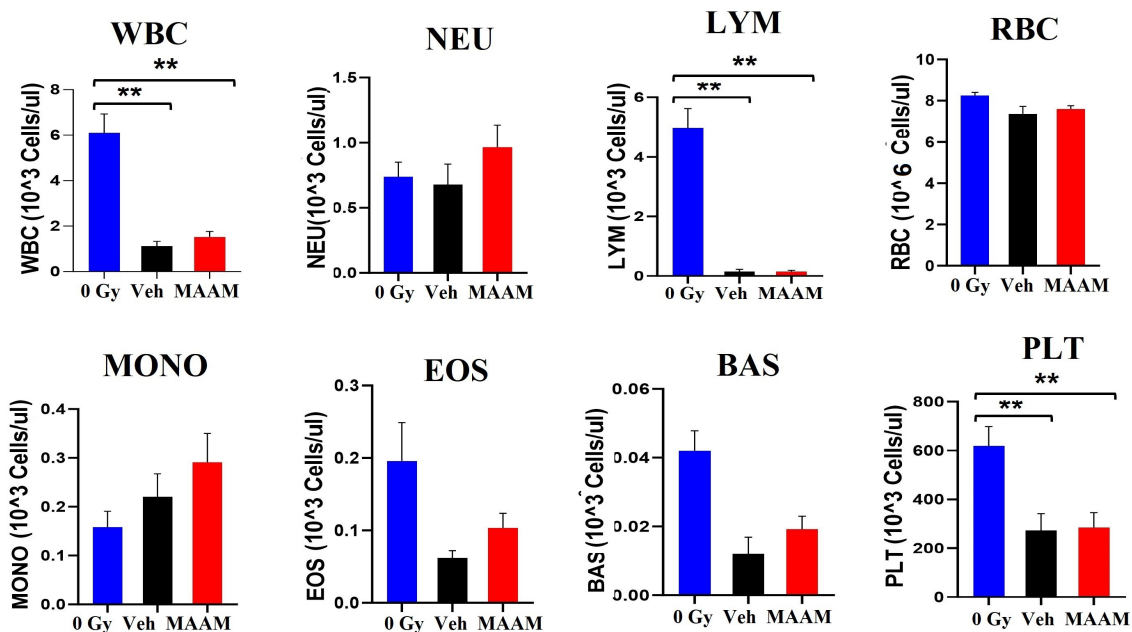 WBC
**
**
WBC (10^3 Cells/ul)
8
6
4
2
0
0 Gy Veh MAAM
NEU
NEU(10^3 Cells/ul)
1.5
1.0
0.5
0.0
0 Gy Veh MAAM
LYM
**
**
LYM (10^3 Cells/ul)
6
4
2
0
0 Gy Veh MAAM
RBC
RBC (10^6 Cells/ul)
10
8
6
4
2
0
0 Gy Veh MAAM
MONO
MONO (10^3 Cells/ul)
0.4
0.3
0.2
0.1
0.0
0 Gy Veh MAAM
EOS
EOS (10^3 Cells/ul)
0.3
0.2
0.1
0.0
0 Gy Veh MAAM
BAS
BAS (10^3 Cells/ul)
0.06
0.04
0.02
0.00
0 Gy Veh MAAM
PLT
**
**
PLT (10^3 Cells/ul)
800
600
400
200
0
0 Gy Veh MAAM